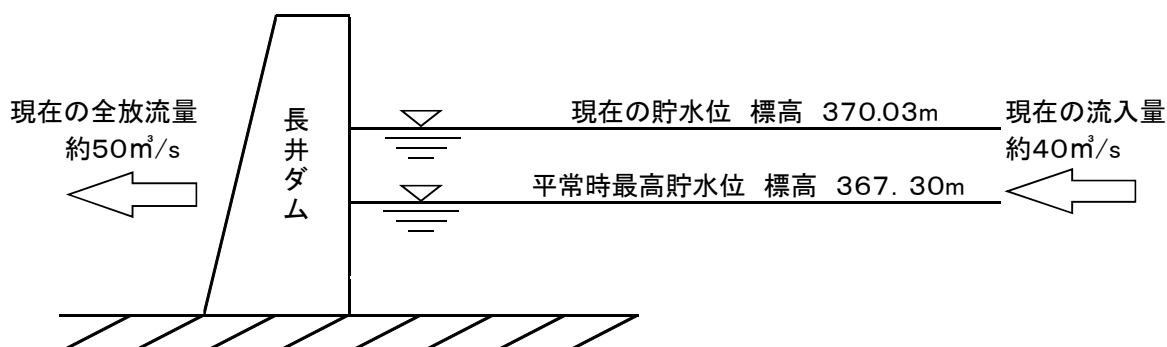 現在の全放流量
約50㎥/s
長井ダム
現在の貯水位 標高 370.03m
平常時最高貯水位 標高 367. 30m
現在の流入量
約40㎥/s